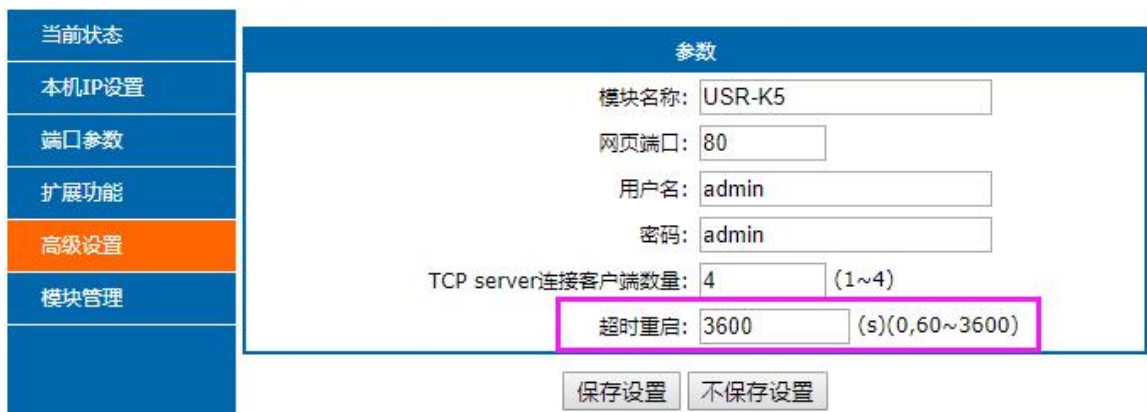 当前状态
本机IP设置
端口参数
扩展功能
高级设置
模块管理
参数
模块名称: USR-K5
网页端口: 80
用户名: admin
密码: admin
TCP server连接客户端数量: 4 (1~4)
超时重启: 3600 (s)(0,60~3600)
保存设置 不保存设置